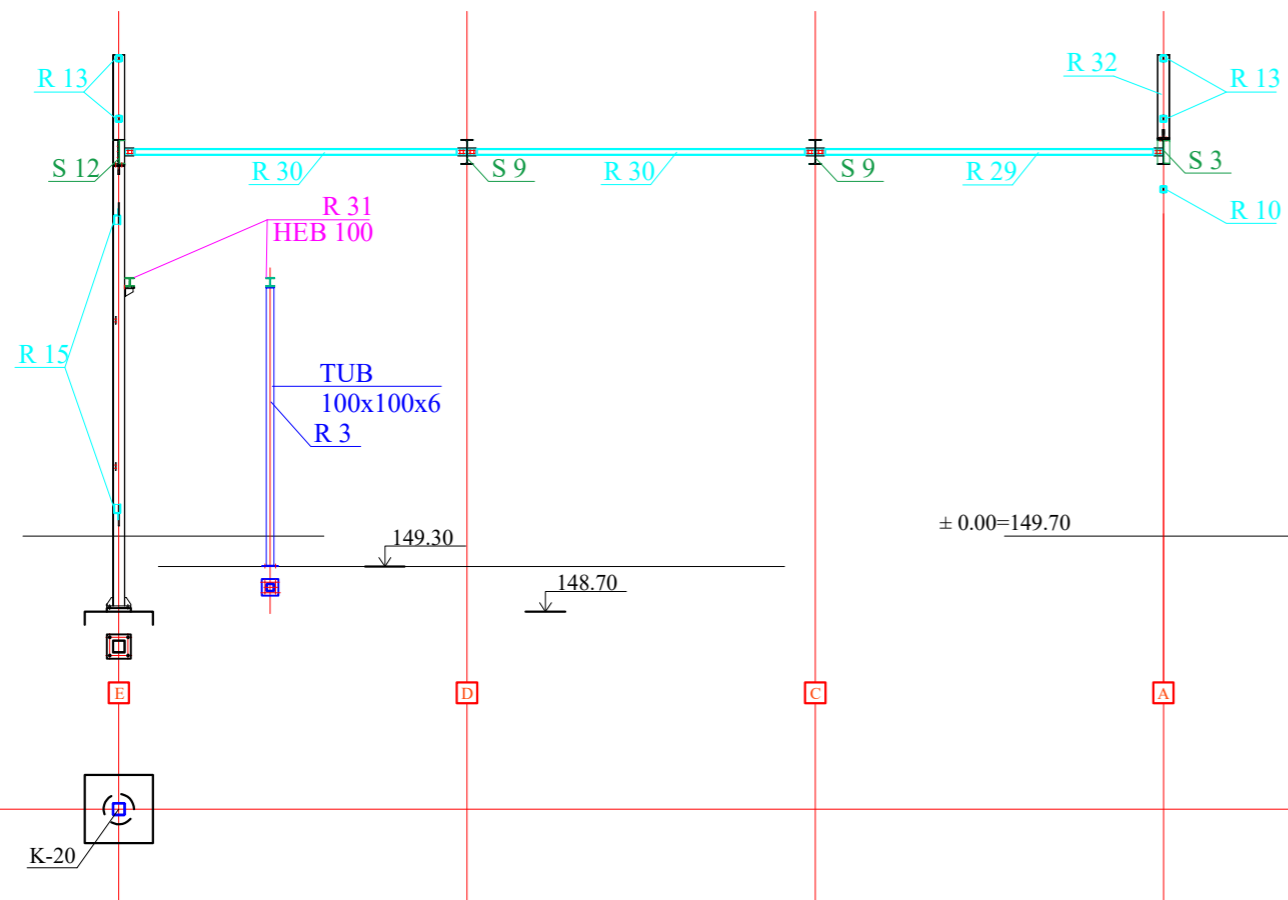 R 13
R 32
R 13
S 12
R 30
S 9
R 30
S 9
R 29
S 3
R 10
R 31
HEB 100
R 15
TUB
100x100x6
R 3
149.30
± 0.00=149.70
148.70
E
D
C
A
K-20